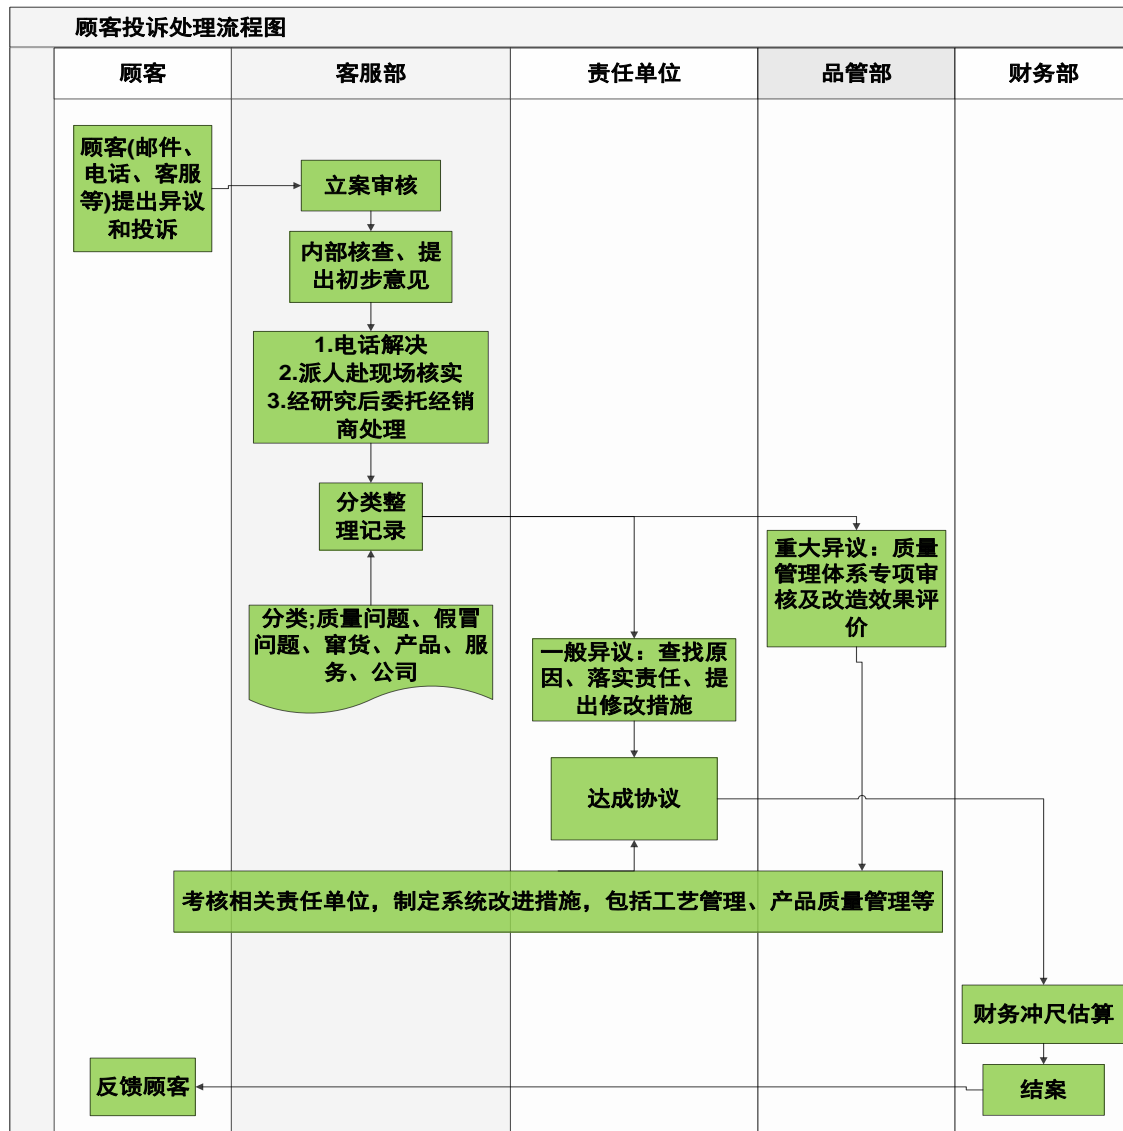 顾客投诉处理流程图
顾客
客服部
责任单位
品管部
财务部
顾客(邮件、
电话、客服
等)提出异议
和投诉
立案审核
内部核查、提
出初步意见
1.电话解决
2.派人赴现场核实
3.经研究后委托经销
商处理
分类整
理记录
分类;质量问题、假冒
问题、窜货、产品、服
务、公司
重大异议：质量
管理体系专项审
核及改造效果评
价
一般异议：查找原
因、落实责任、提
出修改措施
达成协议
考核相关责任单位，制定系统改进措施，包括工艺管理、产品质量管理等
财务冲尺估算
结案
反馈顾客